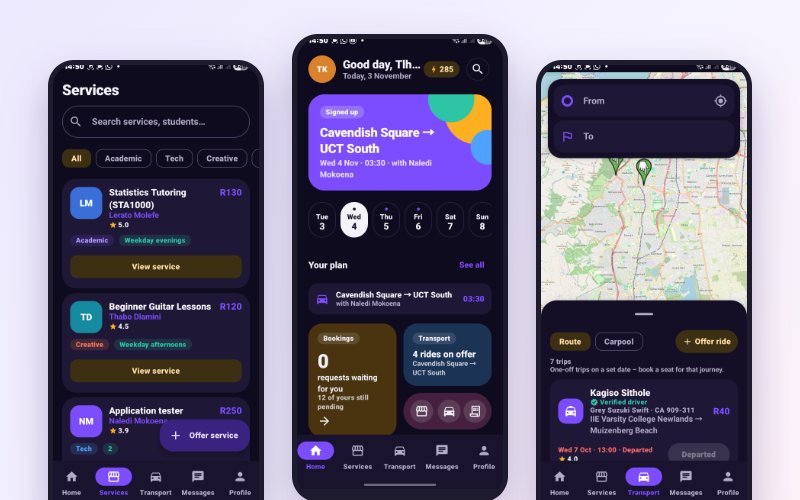 4:50
Services
Search services, students...
All
Academic
Tech
Creative
LM
Statistics Tutoring
(STA1000)
R130
Lerato Molefe
5.0
Academic
Weekday evenings
View service
TD
Beginner Guitar Lessons
R120
Thabo Dlamini
4.5
Creative
Weekday afternoons
View service
NM
Application tester
R250
Naledi Mokoena
3.9
Tech
2
+ Offer service
Home
Services
Transport
Messages
Profile
4:50
TK
Good day, Tlh...
Today, 3 November
285
Signed up
Cavendish Square →
UCT South
Wed 4 Nov · 03:30 · with Naledi
Mokoena
Tue
3
Wed
4
Thu
5
Fri
6
Sat
7
Sun
8
Your plan
See all
Cavendish Square → UCT South
with Naledi Mokoena
03:30
Bookings
0
requests waiting
for you
12 of yours still
pending
→
Transport
4 rides on offer
Cavendish Square →
UCT South
Home
Services
Transport
Messages
Profile
4:50
From
To
Route
Carpool
+ Offer ride
7 trips
One-off trips on a set date – book a seat for that journey.
Kagiso Sithole
Verified driver
Grey Suzuki Swift · CA 909-311
IIE Varsity College Newlands →
Muizenberg Beach
R40
Wed 7 Oct · 13:00 · Departed
4.0
Departed
Home
Services
Transport
Messages
Profile